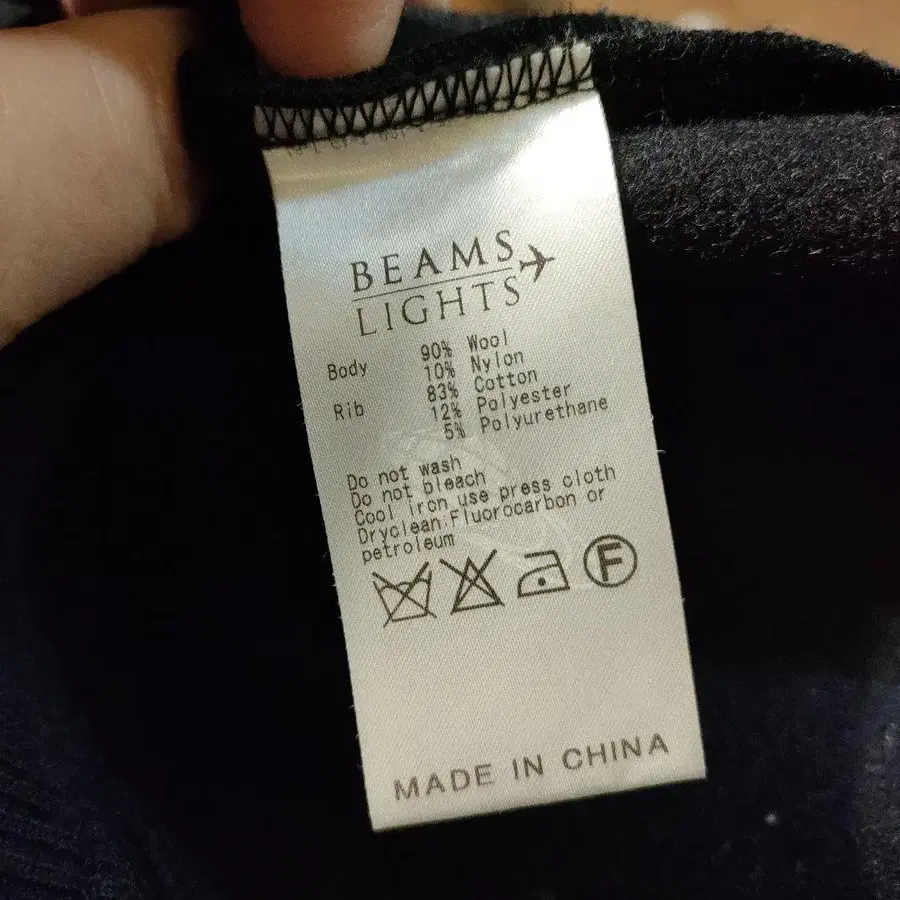 BEAMS
LIGHTS
Body 90% Wool
10% Nylon
Rib 83% Cotton
12% Polyester
5% Polyurethane
Do not wash
Do not bleach
Cool iron use press cloth
Dryclean:Fluorocarbon or
petroleum
F
MADE IN CHINA